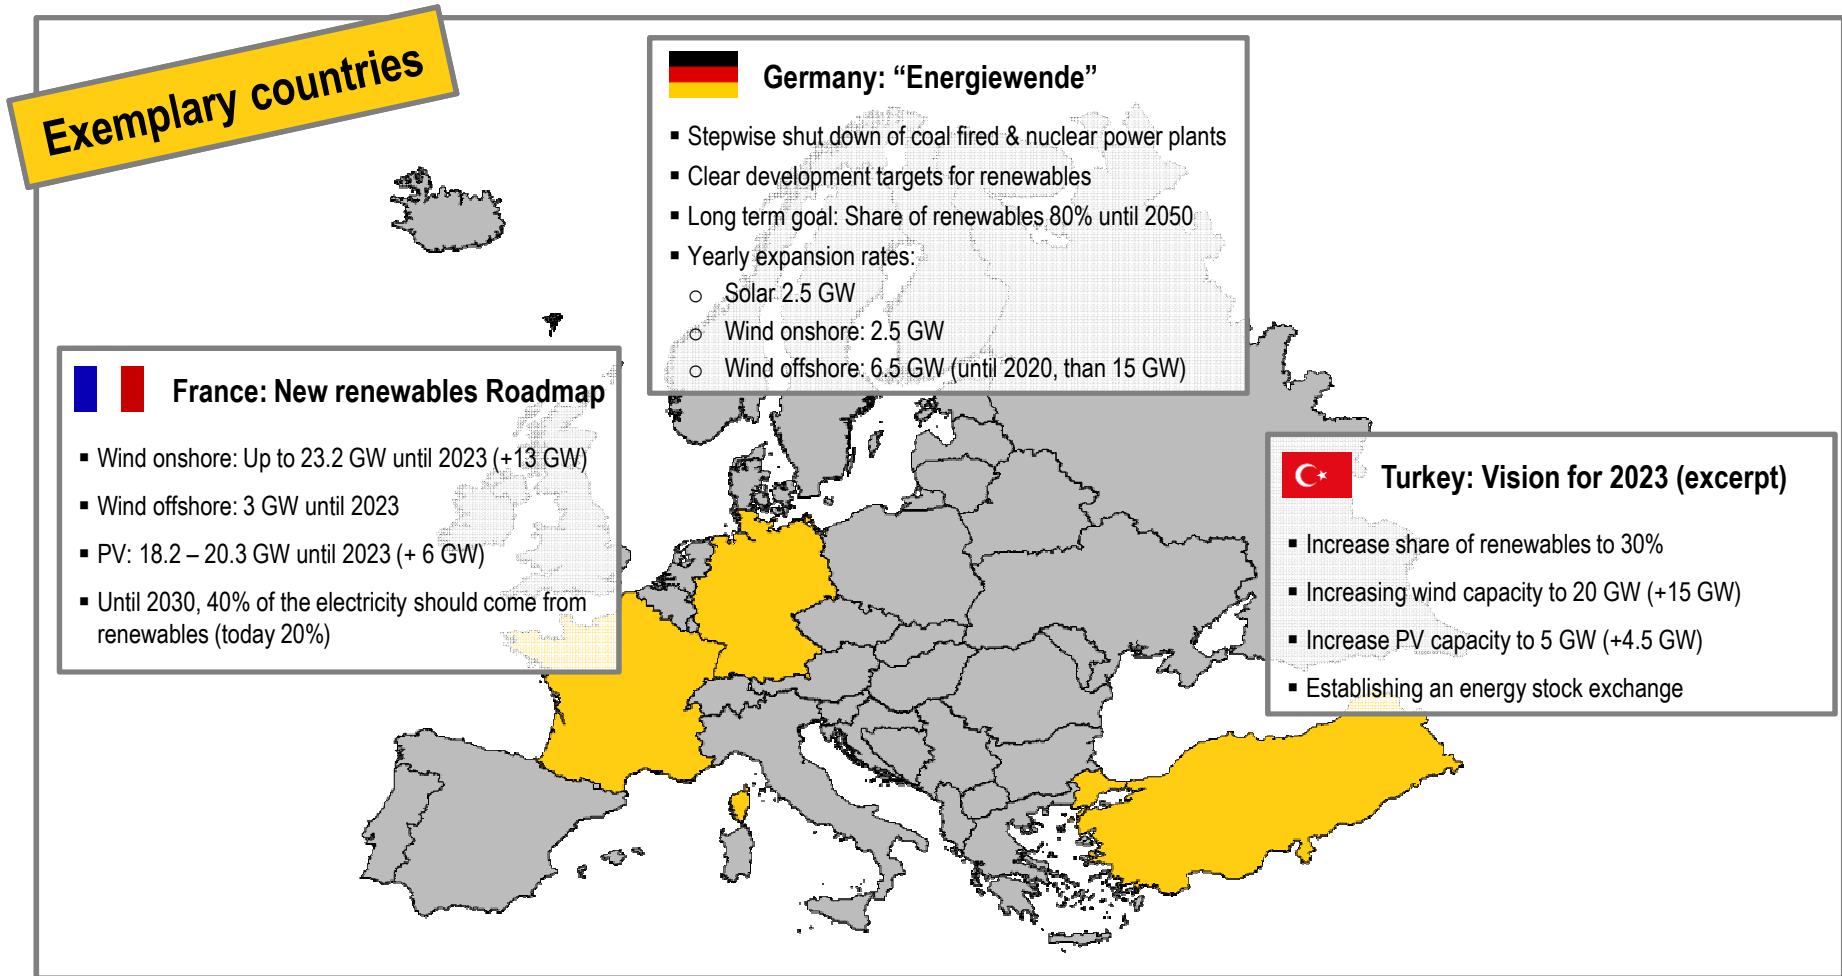 Exemplary countries
Germany: “Energiewende”
▪ Stepwise shut down of coal fired & nuclear power plants
▪ Clear development targets for renewables
▪ Long term goal: Share of renewables 80% until 2050
▪ Yearly expansion rates:
o Solar 2.5 GW
o Wind onshore: 2.5 GW
o Wind offshore: 6.5 GW (until 2020, than 15 GW)
France: New renewables Roadmap
▪ Wind onshore: Up to 23.2 GW until 2023 (+13 GW)
▪ Wind offshore: 3 GW until 2023
▪ PV: 18.2 – 20.3 GW until 2023 (+ 6 GW)
▪ Until 2030, 40% of the electricity should come from
renewables (today 20%)
Turkey: Vision for 2023 (excerpt)
▪ Increase share of renewables to 30%
▪ Increasing wind capacity to 20 GW (+15 GW)
▪ Increase PV capacity to 5 GW (+4.5 GW)
▪ Establishing an energy stock exchange